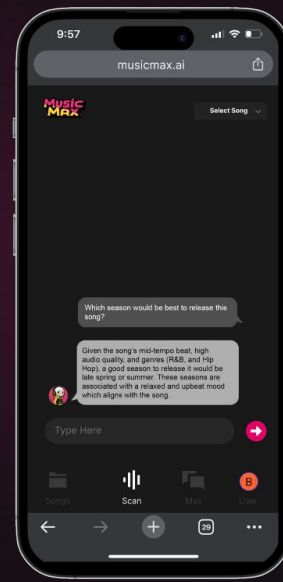 9:57
musicmax.ai
Music
MAX
Select Song
Which season would be best to release this
song?
Given the song's mid-tempo beat, high
audio quality, and genres (R&B, and Hip
Hop), a good season to release it would be
late spring or summer. These seasons are
associated with a relaxed and upbeat mood
which aligns with the song.
Type Here
Songs
Scan
Max
B
User
29